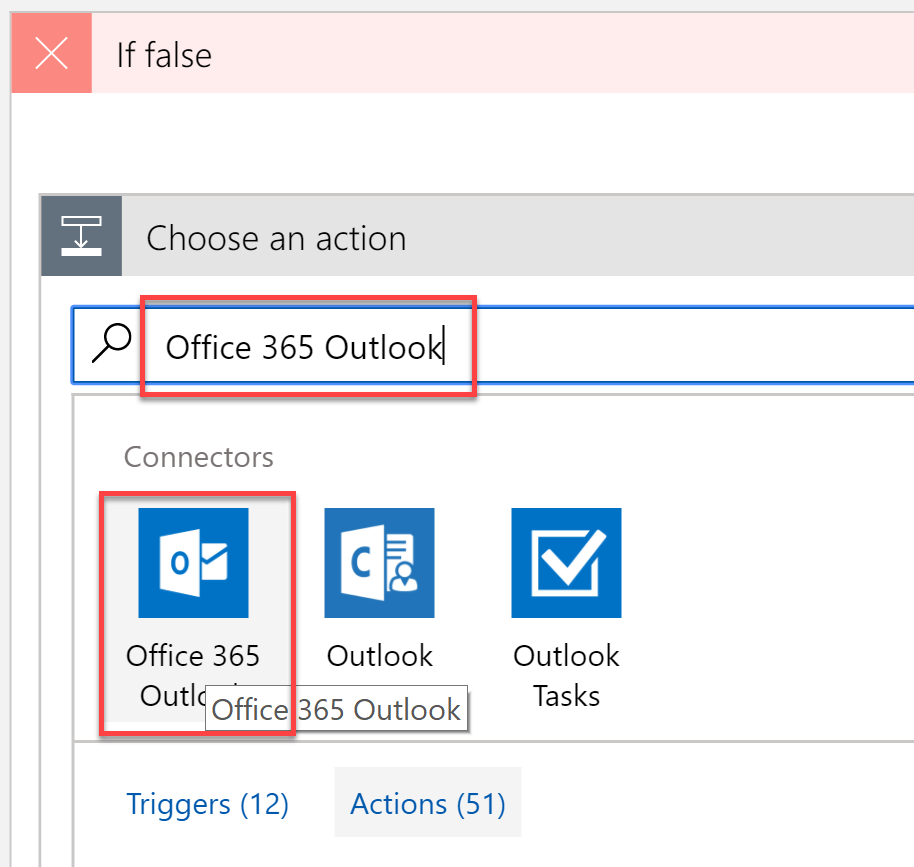 If false
Choose an action
Office 365 Outlook
Connectors
Office 365
Outlook
Outlook
Tasks
Office 365 Outlook
Triggers (12)
Actions (51)